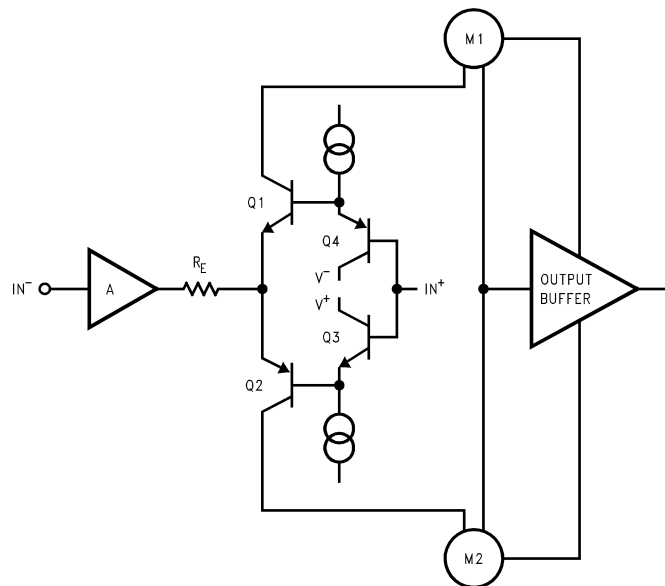 M1
Q1
Q4
R_E
V⁻
IN⁻
A
IN⁺
V⁺
OUTPUT
BUFFER
Q3
Q2
M2